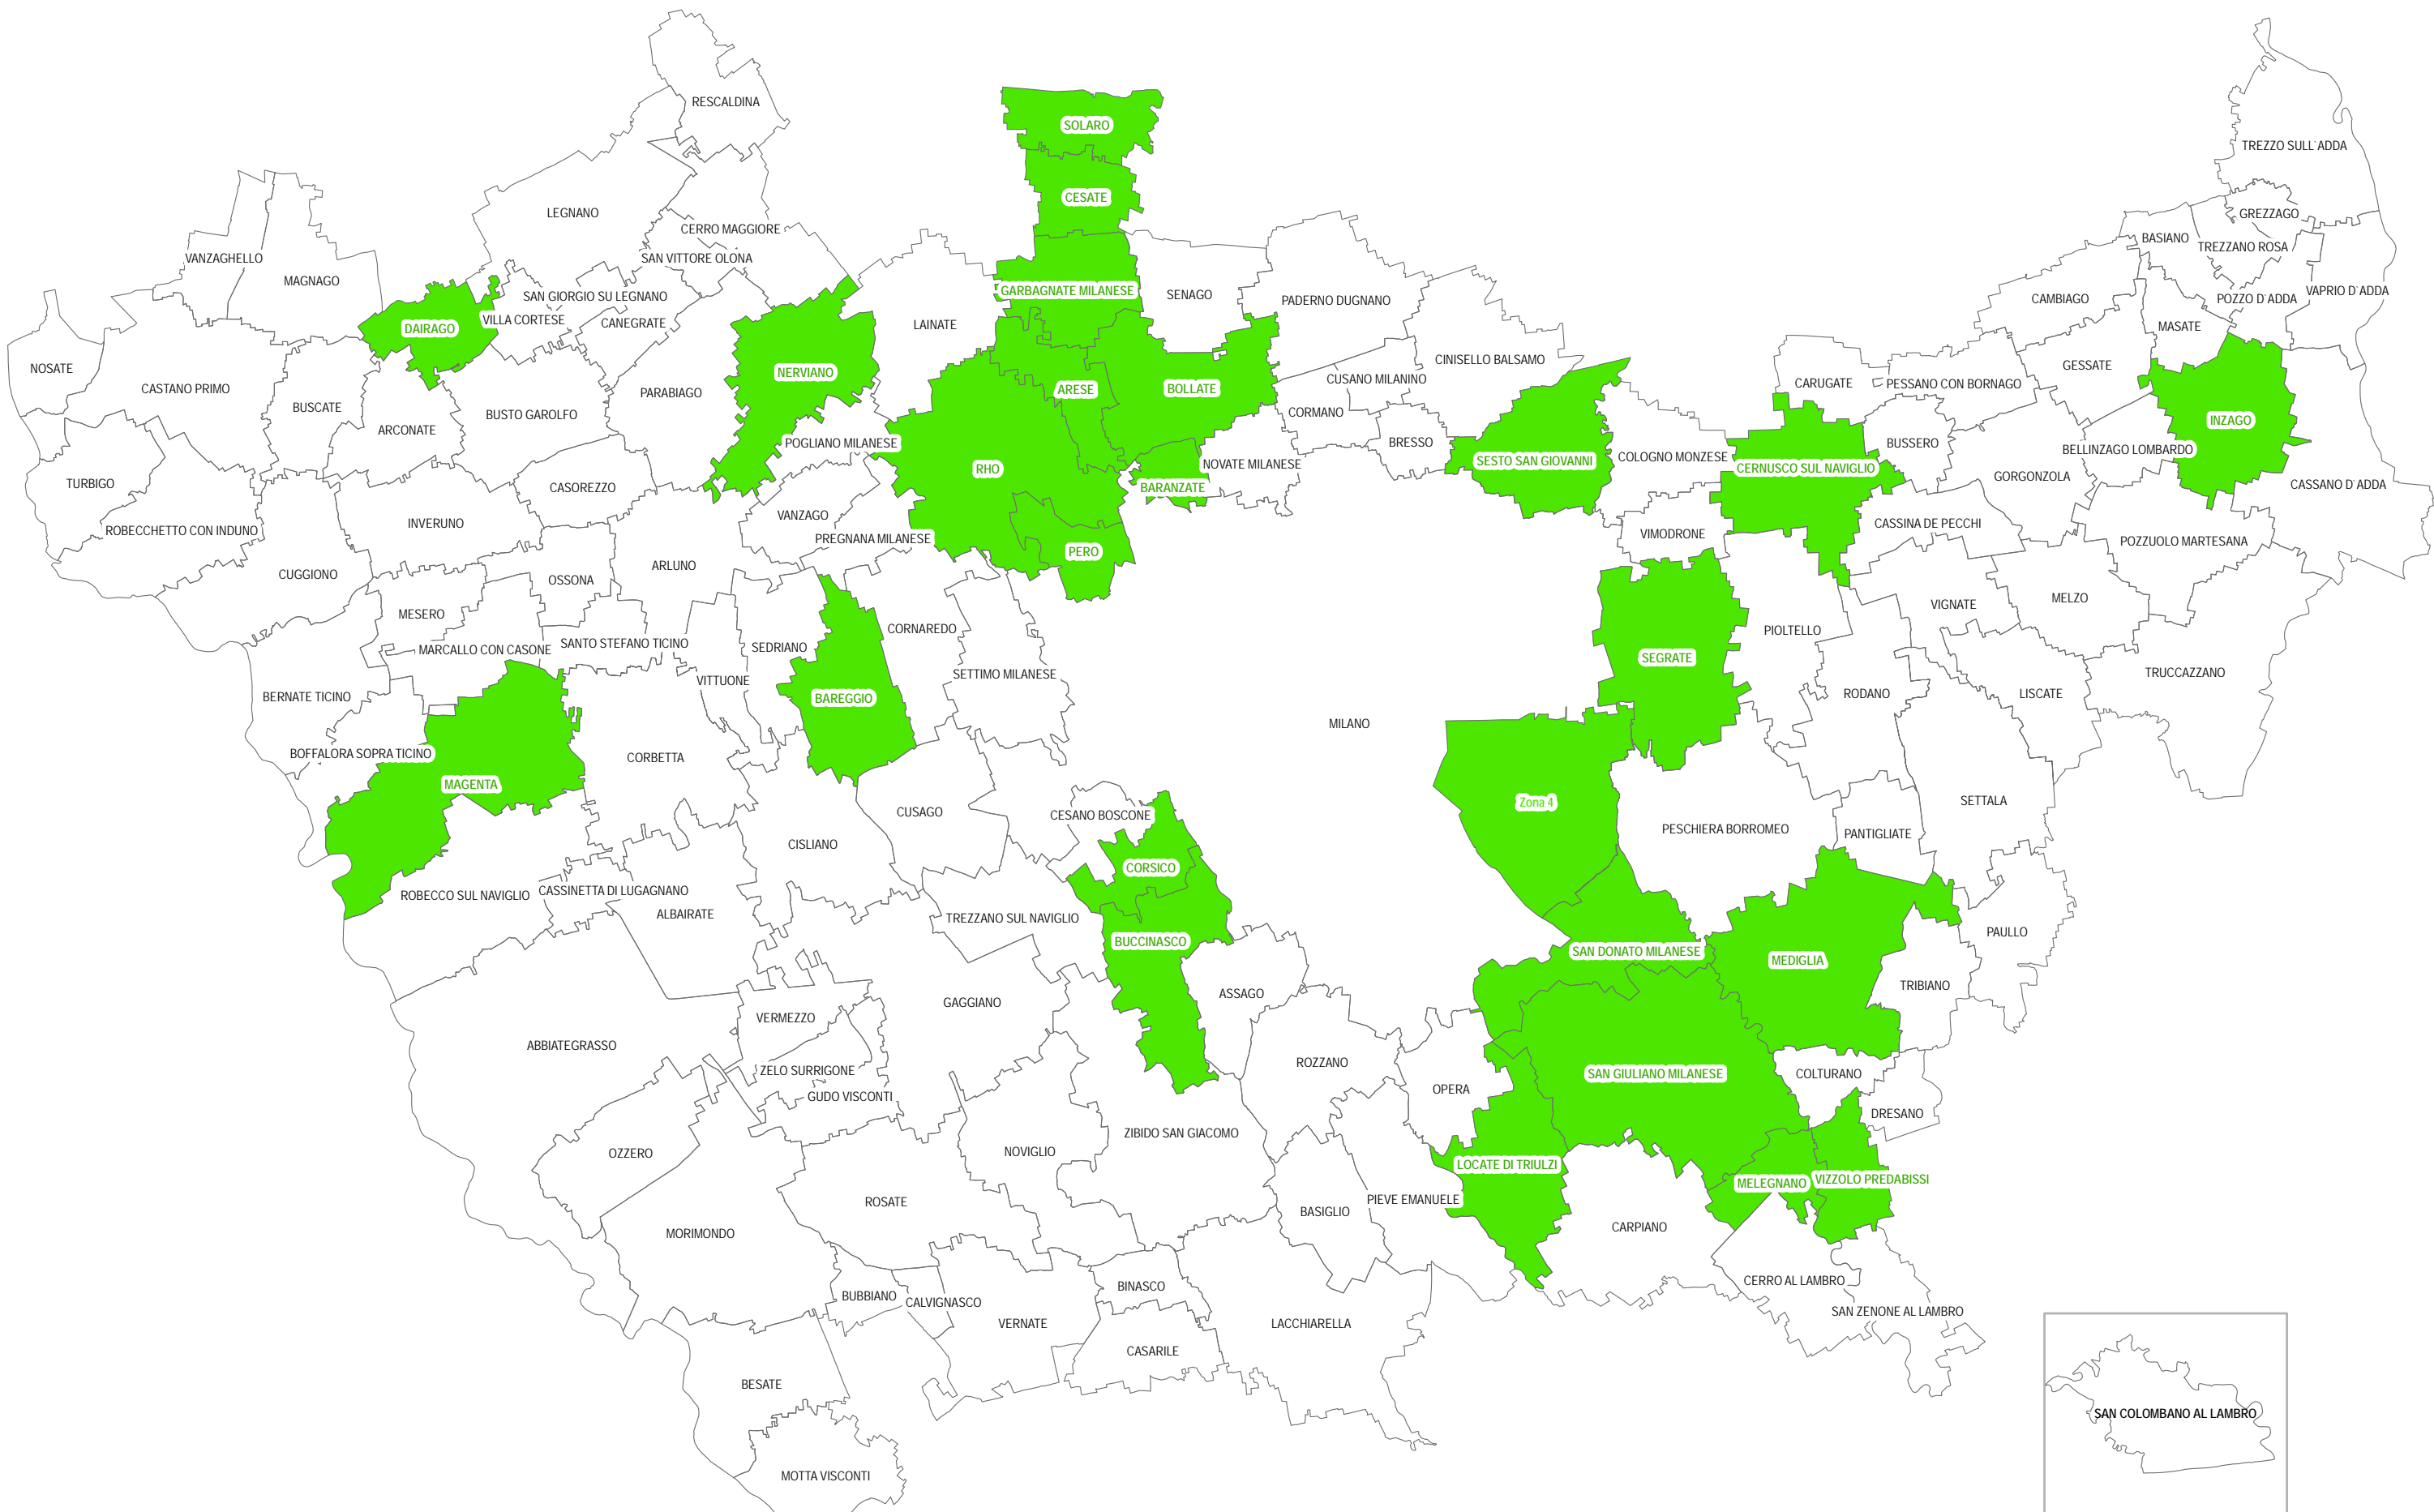 RESCALDINA
SOLARO
TREZZO SULL`ADDA
CESATE
LEGNANO
GREZZAGO
CERRO MAGGIORE
BASIANO
TREZZANO ROSA
VANZAGHELLO
SAN VITTORE OLONA
MAGNAGO
GARBAGNATE MILANESE
VAPRIO D`ADDA
SAN GIORGIO SU LEGNANO
SENAGO
PADERNO DUGNANO
CAMBIAGO
POZZO D`ADDA
VILLA CORTESE
CANEGRATE
LAINATE
MASATE
DAIRAGO
CINISELLO BALSAMO
NOSATE
NERVIANO
GESSATE
CASTANO PRIMO
PARABIAGO
ARESE
BOLLATE
CUSANO MILANINO
CARUGATE
PESSANO CON BORNAGO
BUSCATE
BUSTO GAROLFO
CORMANO
INZAGO
ARCONATE
POGLIANO MILANESE
BRESSO
BUSSERO
BELLINZAGO LOMBARDO
RHO
NOVATE MILANESE
SESTO SAN GIOVANNI
COLOGNO MONZESE
CERNUSCO SUL NAVIGLIO
GORGONZOLA
TURBIGO
CASOREZZO
BARANZATE
CASSANO D`ADDA
VANZAGO
INVERUNO
CASSINA DE PECCHI
ROBECCHETTO CON INDUNO
PREGNANA MILANESE
VIMODRONE
POZZUOLO MARTESANA
PERO
CUGGIONO
OSSONA
ARLUNO
MELZO
VIGNATE
MESERO
CORNAREDO
PIOLTELLO
MARCALLO CON CASONE
SANTO STEFANO TICINO
SEDRIANO
SEGRATE
VITTUONE
SETTIMO MILANESE
TRUCCAZZANO
BERNATE TICINO
BAREGGIO
RODANO
LISCATE
MILANO
BOFFALORA SOPRA TICINO
CORBETTA
MAGENTA
Zona 4
SETTALA
CUSAGO
CESANO BOSCONE
PESCHIERA BORROMEO
PANTIGLIATE
CISLIANO
CORSICO
ROBECCO SUL NAVIGLIO
CASSINETTA DI LUGAGNANO
ALBAIRATE
TREZZANO SUL NAVIGLIO
PAULLO
BUCCINASCO
SAN DONATO MILANESE
MEDIGLIA
TRIBIANO
ASSAGO
GAGGIANO
VERMEZZO
ABBIATEGRASSO
ROZZANO
ZELO SURRIGONE
SAN GIULIANO MILANESE
COLTURANO
OPERA
GUDO VISCONTI
DRESANO
ZIBIDO SAN GIACOMO
OZZERO
NOVIGLIO
LOCATE DI TRIULZI
MELEGNANO
VIZZOLO PREDABISSI
ROSATE
PIEVE EMANUELE
BASIGLIO
CARPIANO
MORIMONDO
CERRO AL LAMBRO
BINASCO
BUBBIANO
CALVIGNASCO
SAN ZENONE AL LAMBRO
VERNATE
LACCHIARELLA
CASARILE
BESATE
SAN COLOMBANO AL LAMBRO
MOTTA VISCONTI